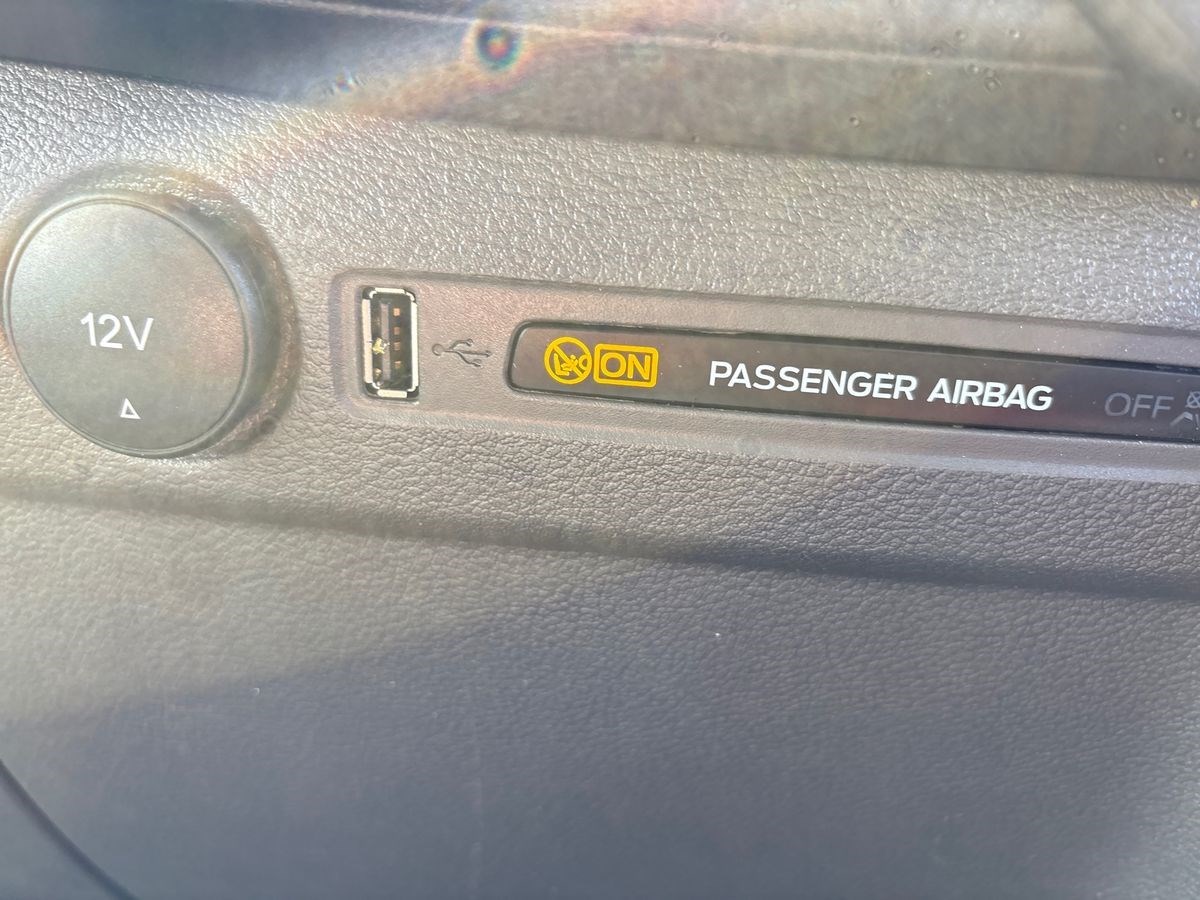 12V
ON PASSENGER AIRBAG OFF